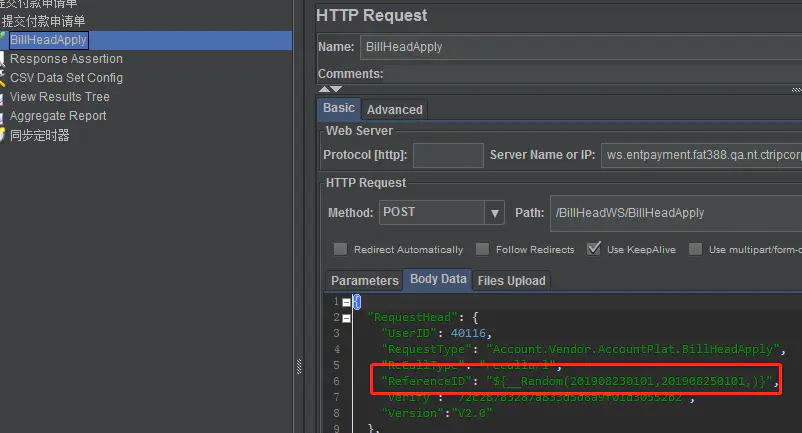 提交付款申请单
提交付款申请单
BillHeadApply
Response Assertion
CSV Data Set Config
View Results Tree
Aggregate Report
同步定时器
HTTP Request
Name: BillHeadApply
Comments:
Basic Advanced
Web Server
Protocol [http]: Server Name or IP: ws.entpayment.fat388.qa.nt.ctripcorp
HTTP Request
Method: POST Path: /BillHeadWS/BillHeadApply
Redirect Automatically Follow Redirects Use KeepAlive Use multipart/form-d
Parameters Body Data Files Upload
1 {
2 "RequestHead": {
3 "UserID": 40116,
4 "RequestType": "Account.Vendor.AccountPlat.BillHeadApply",
5
6 "ReferenceID": "${__Random(201908230101,201908250101,)}",
7 "Verify"
8 "Version":"V2.0"
9 },